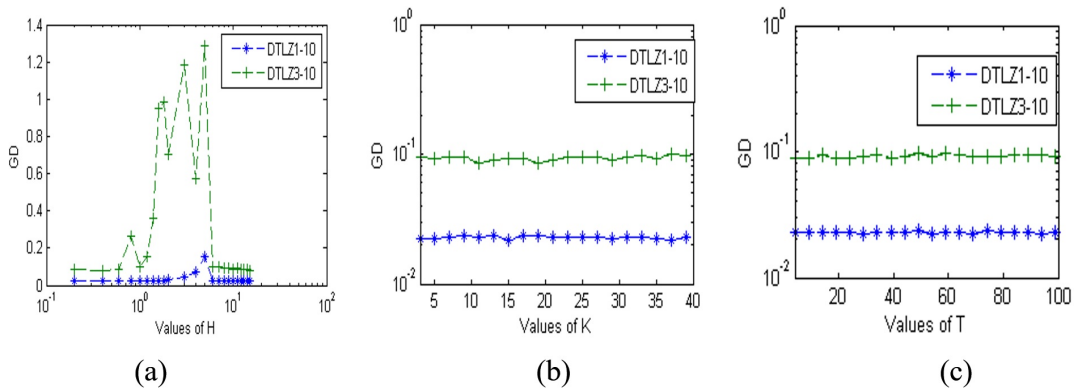 1.4
1.2
1
0.8
0.6
0.4
0.2
0
GD
10^-1
10^0
10^1
10^2
Values of H
DTLZ1-10
DTLZ3-10
(a)
10^0
10^-1
10^-2
GD
5 10 15 20 25 30 35 40
Values of K
DTLZ1-10
DTLZ3-10
(b)
10^0
10^-1
10^-2
GD
20 40 60 80 100
Values of T
DTLZ1-10
DTLZ3-10
(c)